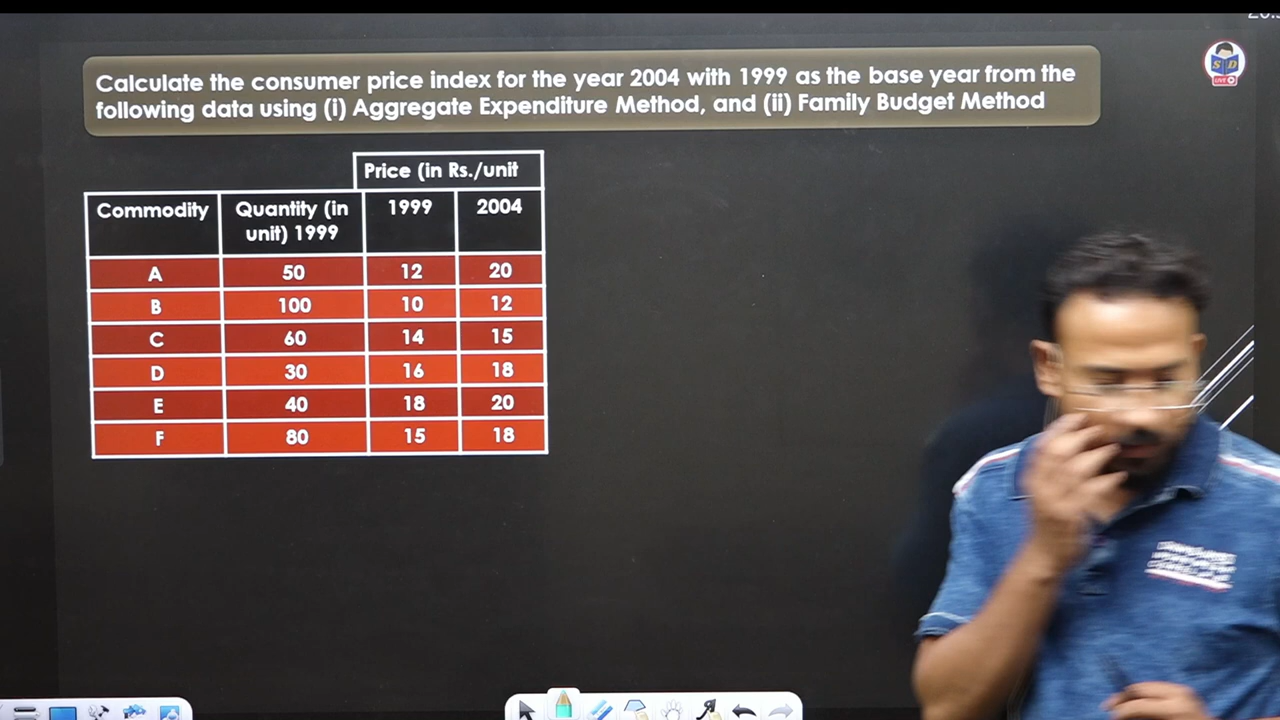 Calculate the consumer price index for the year 2004 with 1999 as the base year from the
following data using (i) Aggregate Expenditure Method, and (ii) Family Budget Method
S D
Price (in Rs./unit
Commodity Quantity (in unit) 1999 1999 2004
A 50 12 20
B 100 10 12
C 60 14 15
D 30 16 18
E 40 18 20
F 80 15 18